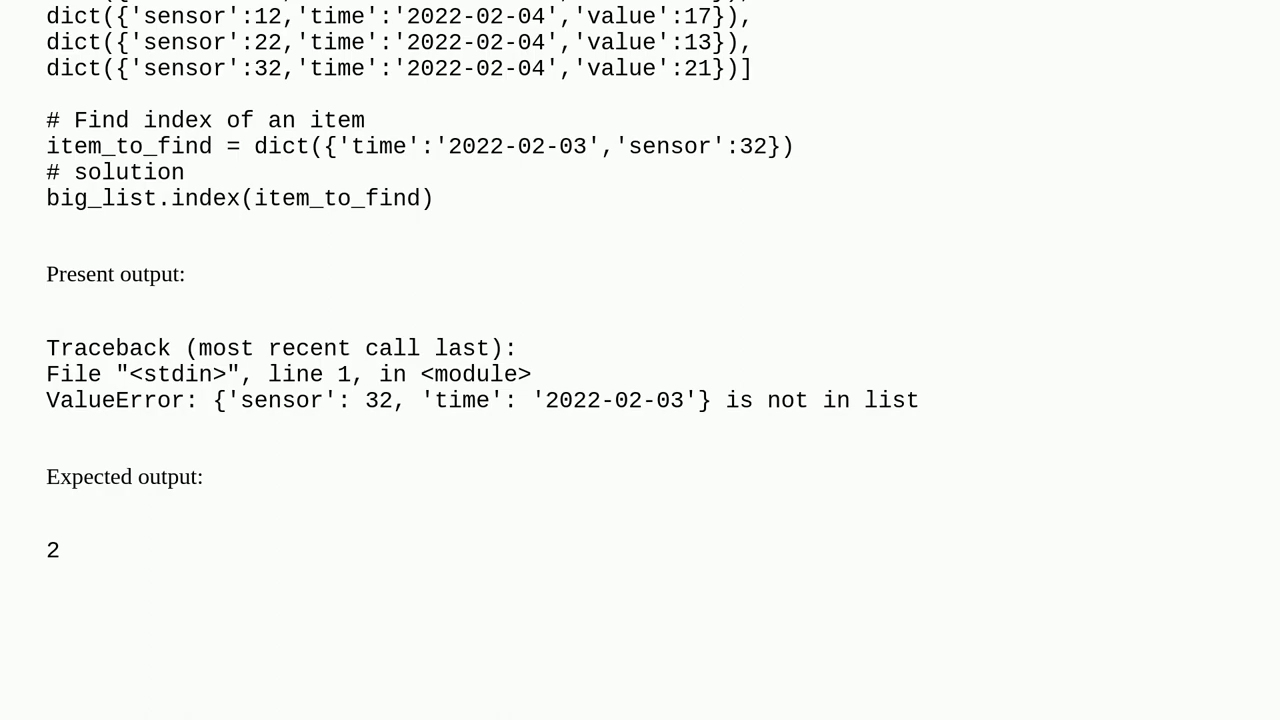 dict({'sensor':12,'time':'2022-02-04','value':17}),
dict({'sensor':22,'time':'2022-02-04','value':13}),
dict({'sensor':32,'time':'2022-02-04','value':21})]
# Find index of an item
item_to_find = dict({'time':'2022-02-03','sensor':32})
# solution
big_list.index(item_to_find)
Present output:
Traceback (most recent call last):
File "<stdin>", line 1, in <module>
ValueError: {'sensor': 32, 'time': '2022-02-03'} is not in list
Expected output:
2